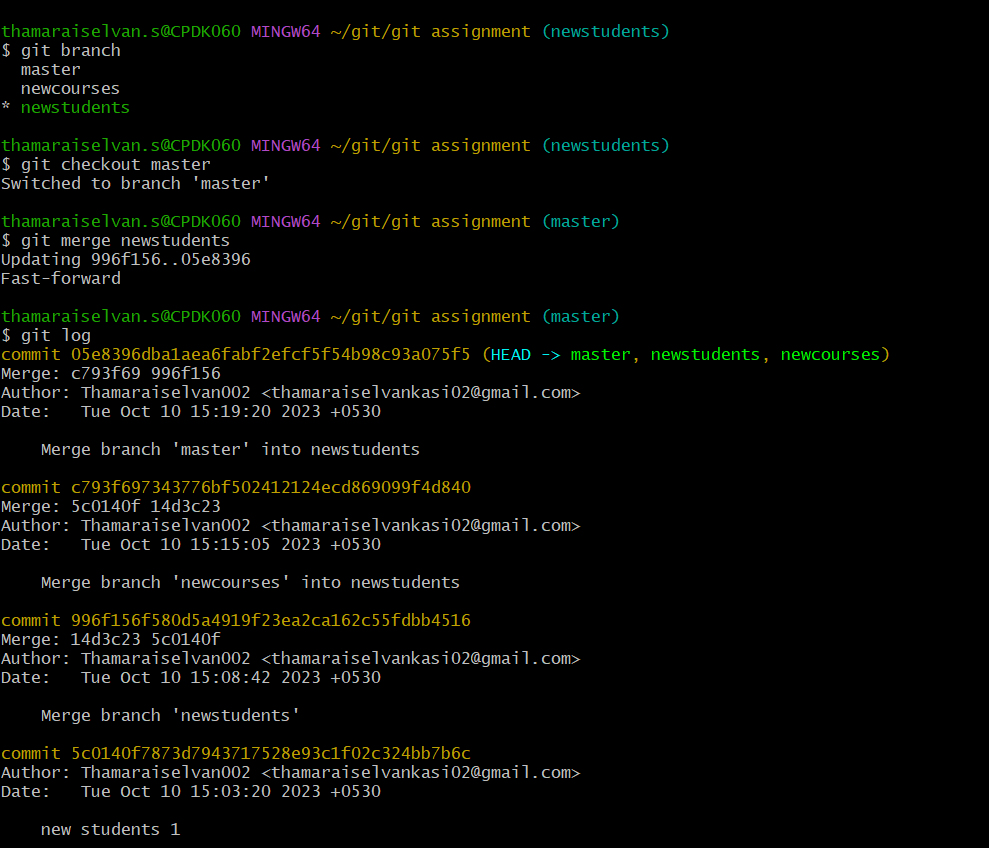 thamaraiselvan.s@CPDK060 MINGW64 ~/git/git assignment (newstudents)
$ git branch
  master
  newcourses
* newstudents
thamaraiselvan.s@CPDK060 MINGW64 ~/git/git assignment (newstudents)
$ git checkout master
Switched to branch 'master'
thamaraiselvan.s@CPDK060 MINGW64 ~/git/git assignment (master)
$ git merge newstudents
Updating 996f156..05e8396
Fast-forward
thamaraiselvan.s@CPDK060 MINGW64 ~/git/git assignment (master)
$ git log
commit 05e8396dba1aea6fabf2efcf5f54b98c93a075f5 (HEAD -> master, newstudents, newcourses)
Merge: c793f69 996f156
Author: Thamaraiselvan002 <thamaraiselvankasi02@gmail.com>
Date:   Tue Oct 10 15:19:20 2023 +0530
    Merge branch 'master' into newstudents
commit c793f697343776bf502412124ecd869099f4d840
Merge: 5c0140f 14d3c23
Author: Thamaraiselvan002 <thamaraiselvankasi02@gmail.com>
Date:   Tue Oct 10 15:15:05 2023 +0530
    Merge branch 'newcourses' into newstudents
commit 996f156f580d5a4919f23ea2ca162c55fdbb4516
Merge: 14d3c23 5c0140f
Author: Thamaraiselvan002 <thamaraiselvankasi02@gmail.com>
Date:   Tue Oct 10 15:08:42 2023 +0530
    Merge branch 'newstudents'
commit 5c0140f7873d7943717528e93c1f02c324bb7b6c
Author: Thamaraiselvan002 <thamaraiselvankasi02@gmail.com>
Date:   Tue Oct 10 15:03:20 2023 +0530
    new students 1